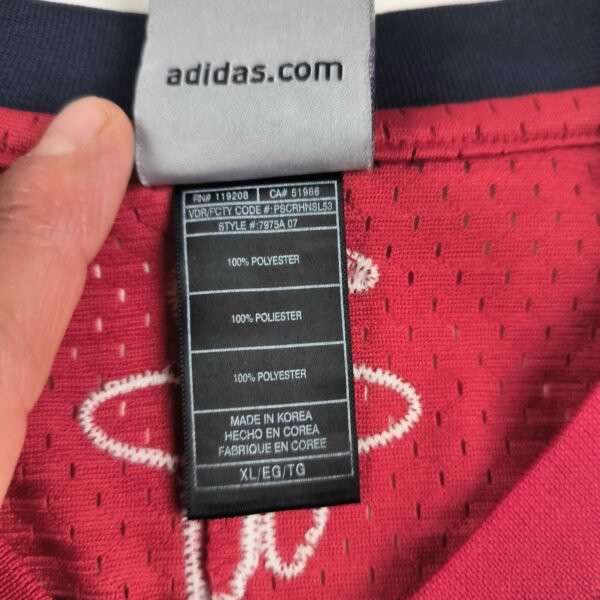 adidas.com
RN# 119208 CA# 51986
VDR/FCTY CODE #:PSCRHNSL53
STYLE #:7975A 07
100% POLYESTER
100% POLIESTER
100% POLYESTER
MADE IN KOREA
HECHO EN COREA
FABRIQUE EN COREE
XL/EG/TG